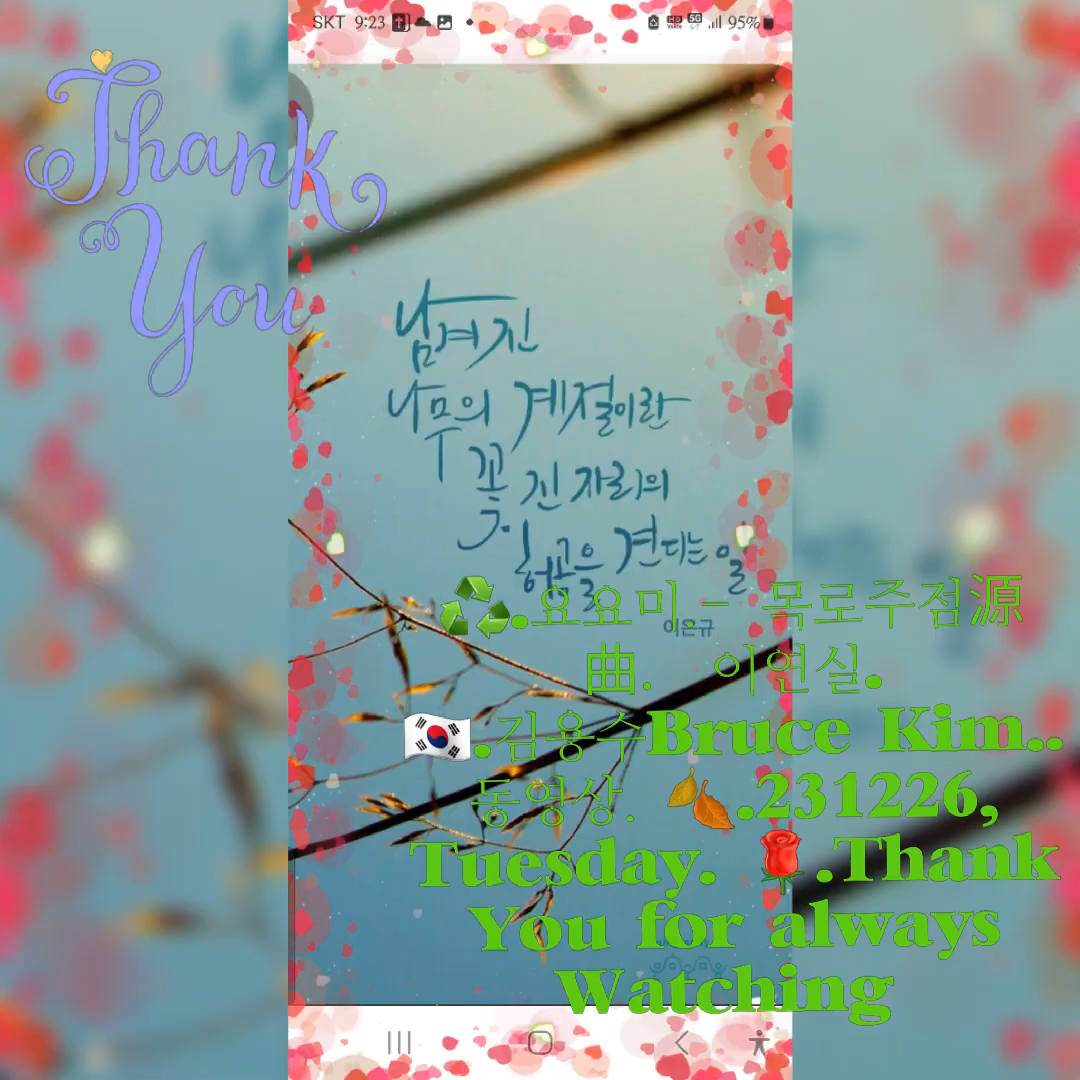 SKT 9:23
95%
Thank
You
남겨진
나무의 계절이란
꽃 진 자리의
허공을 견디는 일
이은규
♻️.요요미.– 목로주점源
曲. 이연실.
🇰🇷.김용수Bruce Kim..
동영상. 🍂.231226,
Tuesday. 🌹.Thank
You for always
Watching